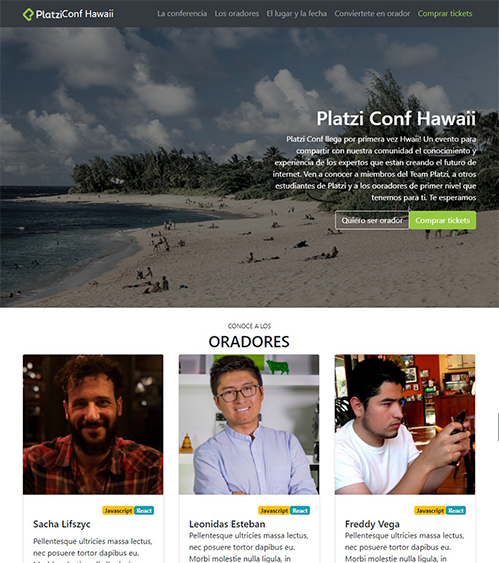 PlatziConf Hawaii
La conferencia Los oradores El lugar y la fecha Conviertete en orador Comprar tickets
Platzi Conf Hawaii
Platzi Conf llega por primera vez Hwaii! Un evento para
compartir con nuestra comunidad el conocimiento y
experiencia de los expertos que estan creando el futuro de
internet. Ven a conocer a miembros del Team Platzi, a otros
estudiantes de Platzi y a los ooradores de primer nivel que
tenemos para ti. Te esperamos
Quiero ser orador Comprar tickets
CONOCE A LOS
ORADORES
Javascript React
Sacha Lifszyc
Pellentesque ultricies massa lectus,
nec posuere tortor dapibus eu.
Javascript React
Leonidas Esteban
Pellentesque ultricies massa lectus,
nec posuere tortor dapibus eu.
Morbi molestie nulla ligula, in
Javascript React
Freddy Vega
Pellentesque ultricies massa lectus,
nec posuere tortor dapibus eu.
Morbi molestie nulla ligula, in